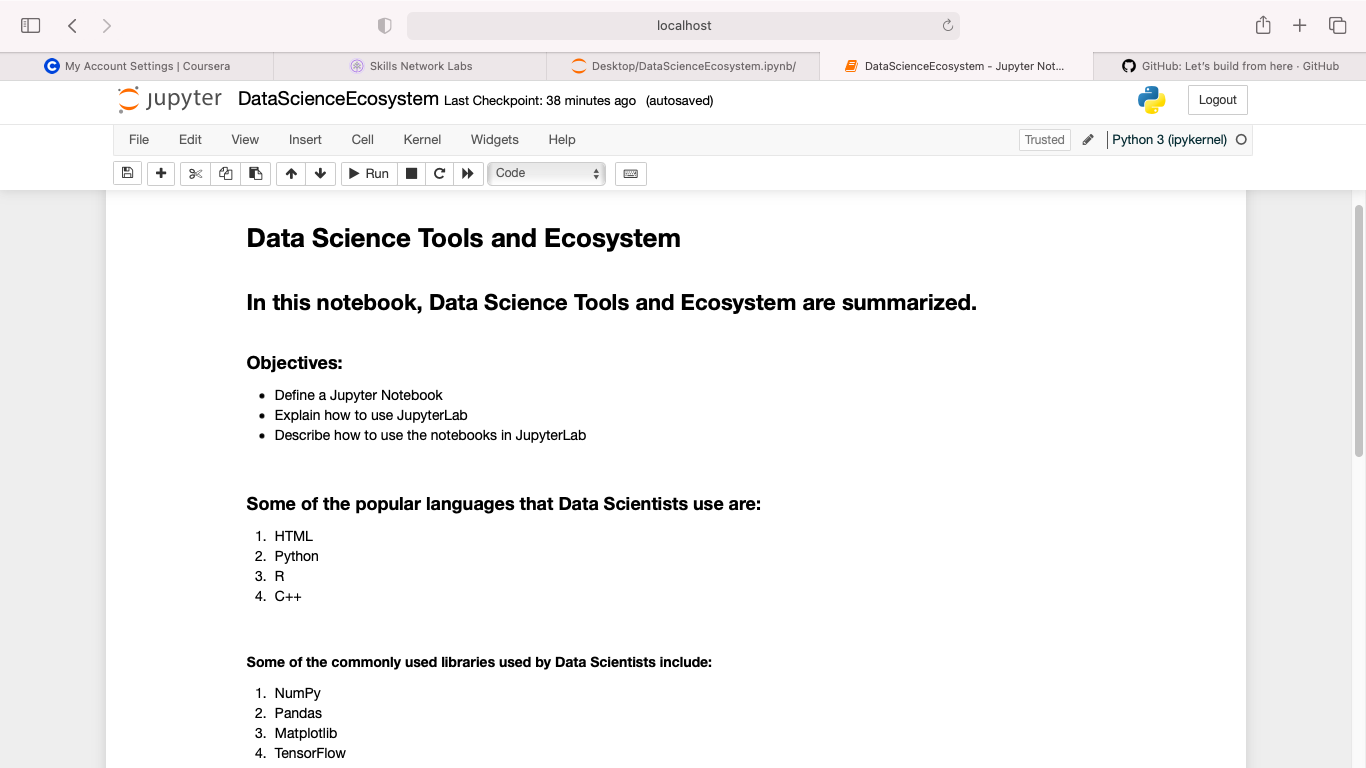 localhost
My Account Settings | Coursera
Skills Network Labs
Desktop/DataScienceEcosystem.ipynb/
DataScienceEcosystem - Jupyter Not...
GitHub: Let's build from here · GitHub
jupyter DataScienceEcosystem Last Checkpoint: 38 minutes ago (autosaved)
Logout
File Edit View Insert Cell Kernel Widgets Help
Trusted
Python 3 (ipykernel)
Run
Code
Data Science Tools and Ecosystem
In this notebook, Data Science Tools and Ecosystem are summarized.
Objectives:
• Define a Jupyter Notebook
• Explain how to use JupyterLab
• Describe how to use the notebooks in JupyterLab
Some of the popular languages that Data Scientists use are:
1. HTML
2. Python
3. R
4. C++
Some of the commonly used libraries used by Data Scientists include:
1. NumPy
2. Pandas
3. Matplotlib
4. TensorFlow